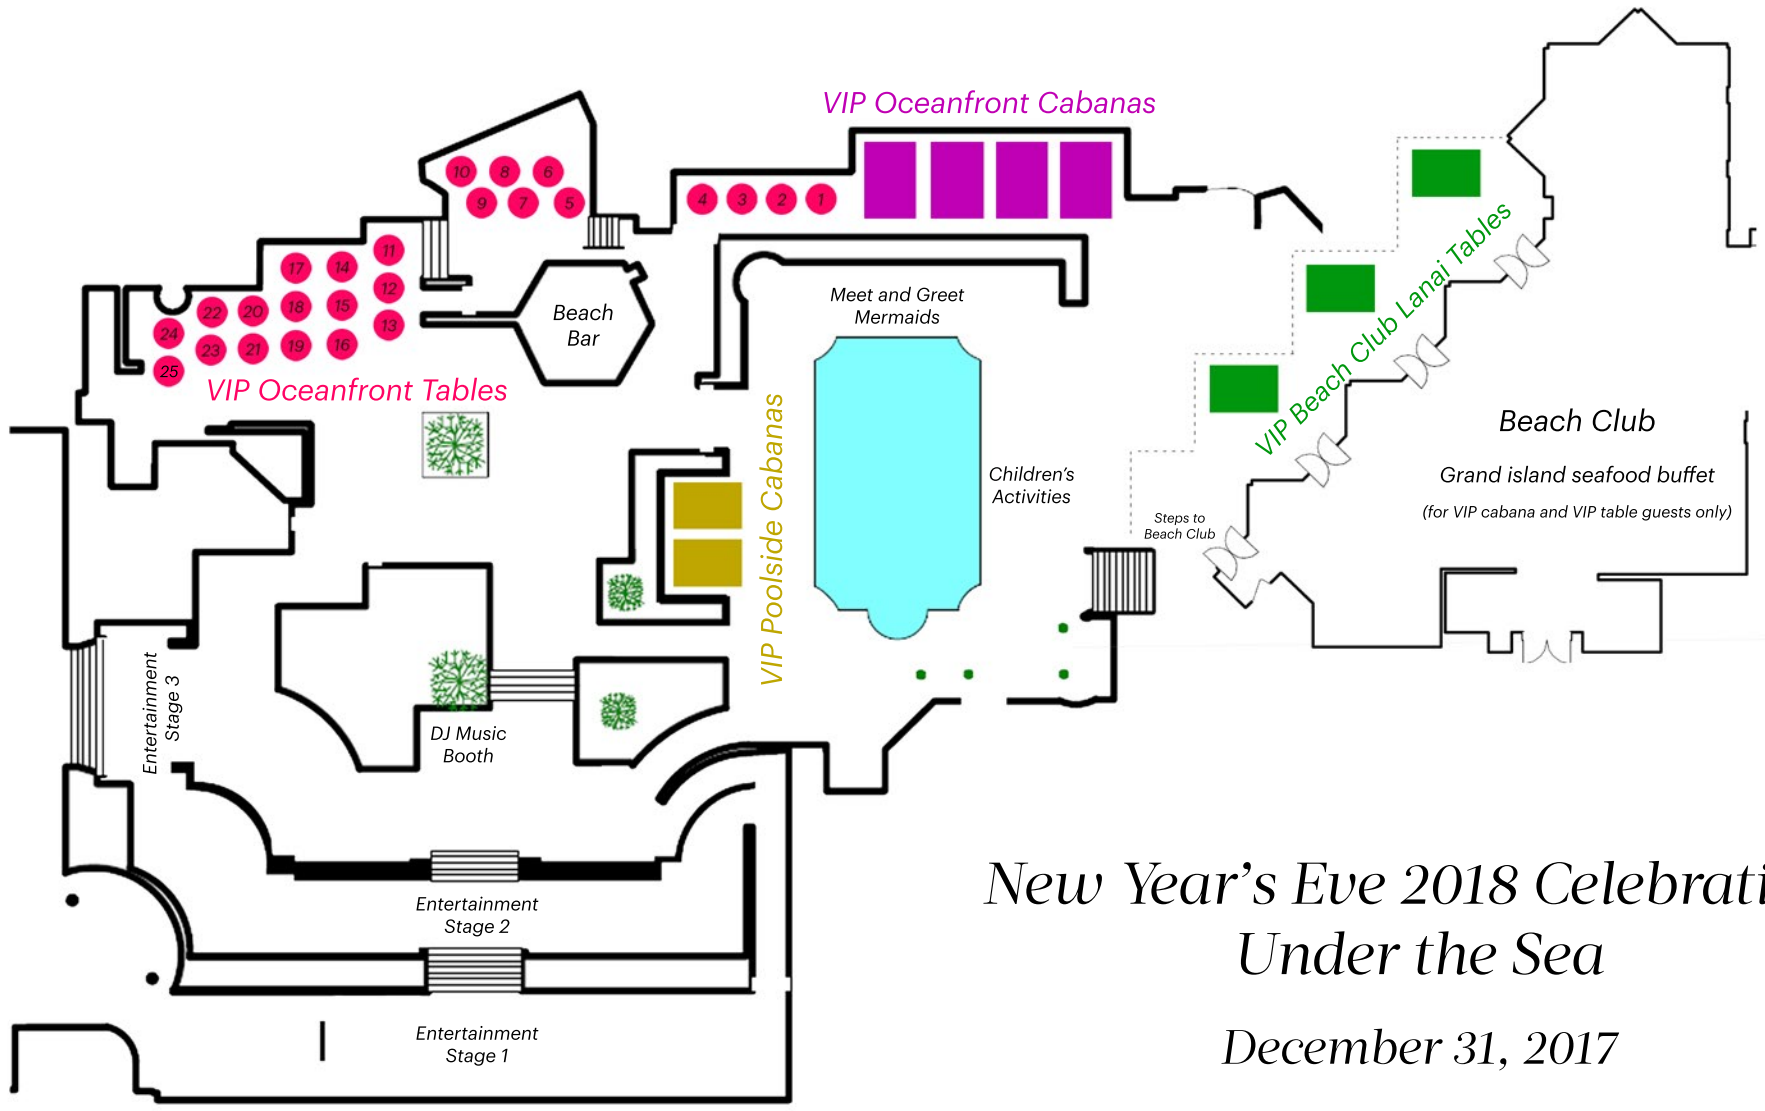 VIP Oceanfront Cabanas
10 8 6
9 7 5
4 3 2 1
11
17 14
12
22 20 18 15
13
24
23 21 19 16
25
VIP Oceanfront Tables
Beach
Bar
Meet and Greet
Mermaids
VIP Poolside Cabanas
Children's
Activities
VIP Beach Club Lanai Tables
Steps to
Beach Club
Beach Club
Grand island seafood buffet
(for VIP cabana and VIP table guests only)
Entertainment
Stage 3
DJ Music
Booth
Entertainment
Stage 2
Entertainment
Stage 1
New Year’s Eve 2018 Celebrati
Under the Sea
December 31, 2017